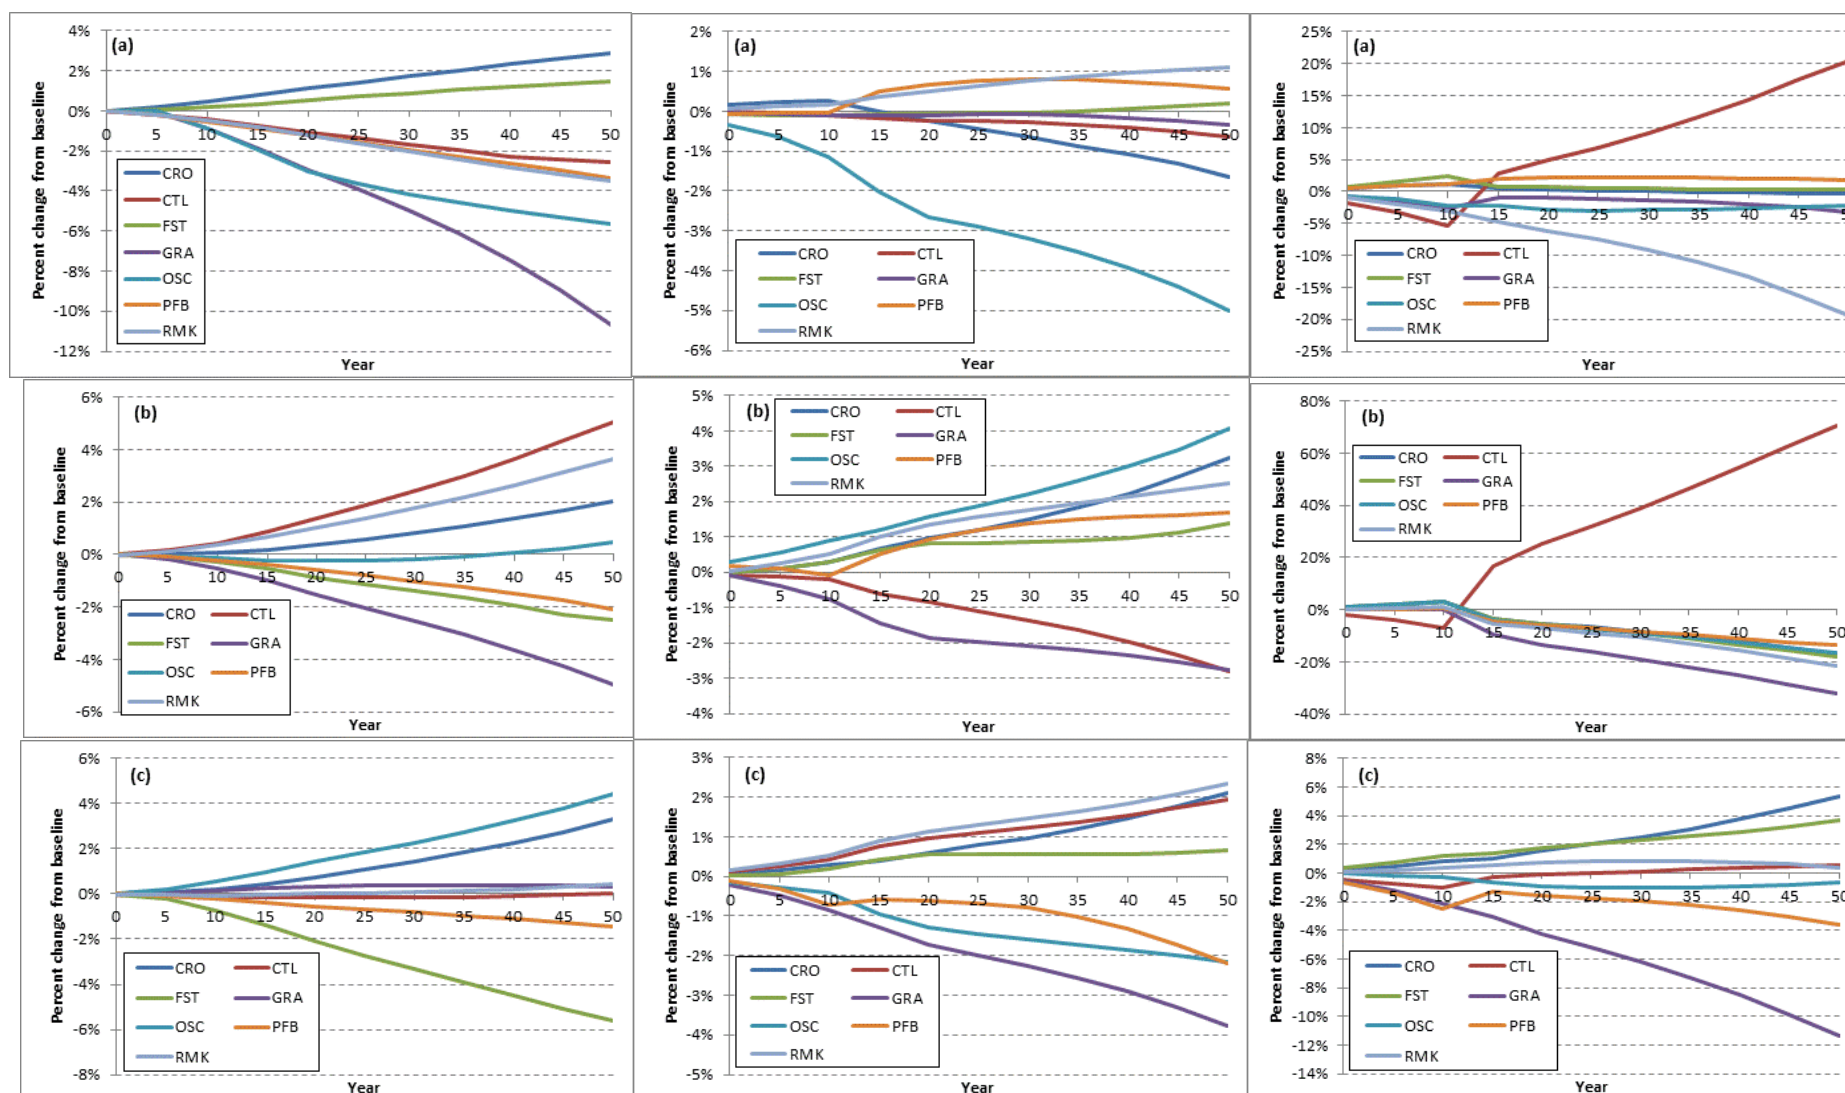 (a)
Percent change from baseline
4%
2%
0%
-2%
-4%
-6%
-8%
-10%
-12%
0 5 10 15 20 25 30 35 40 45 50
CRO
CTL
FST
GRA
OSC
PFB
RMK
Year
(a)
Percent change from baseline
2%
1%
0%
-1%
-2%
-3%
-4%
-5%
-6%
0 5 10 15 20 25 30 35 40 45 50
CRO CTL
FST GRA
OSC PFB
RMK
Year
(a)
Percent change from baseline
25%
20%
15%
10%
5%
0%
-5%
-10%
-15%
-20%
-25%
0 5 10 15 20 25 30 35 40 45 50
CRO CTL
FST GRA
OSC PFB
RMK
Year
(b)
Percent change from baseline
6%
4%
2%
0%
-2%
-4%
-6%
0 5 10 15 20 25 30 35 40 45 50
CRO CTL
FST GRA
OSC PFB
RMK
Year
(b)
Percent change from baseline
5%
4%
3%
2%
1%
0%
-1%
-2%
-3%
-4%
0 5 10 15 20 25 30 35 40 45 50
CRO CTL
FST GRA
OSC PFB
RMK
Year
(b)
Percent change from baseline
80%
60%
40%
20%
0%
-20%
-40%
0 5 10 15 20 25 30 35 40 45 50
CRO CTL
FST GRA
OSC PFB
RMK
Year
(c)
Percent change from baseline
6%
4%
2%
0%
-2%
-4%
-6%
-8%
0 5 10 15 20 25 30 35 40 45 50
CRO CTL
FST GRA
OSC PFB
RMK
Year
(c)
Percent change from baseline
3%
2%
1%
0%
-1%
-2%
-3%
-4%
-5%
0 5 10 15 20 25 30 35 40 45 50
CRO CTL
FST GRA
OSC PFB
RMK
Year
(c)
Percent change from baseline
8%
6%
4%
2%
0%
-2%
-4%
-6%
-8%
-10%
-12%
-14%
0 5 10 15 20 25 30 35 40 45 50
CRO CTL
FST GRA
OSC PFB
RMK
Year